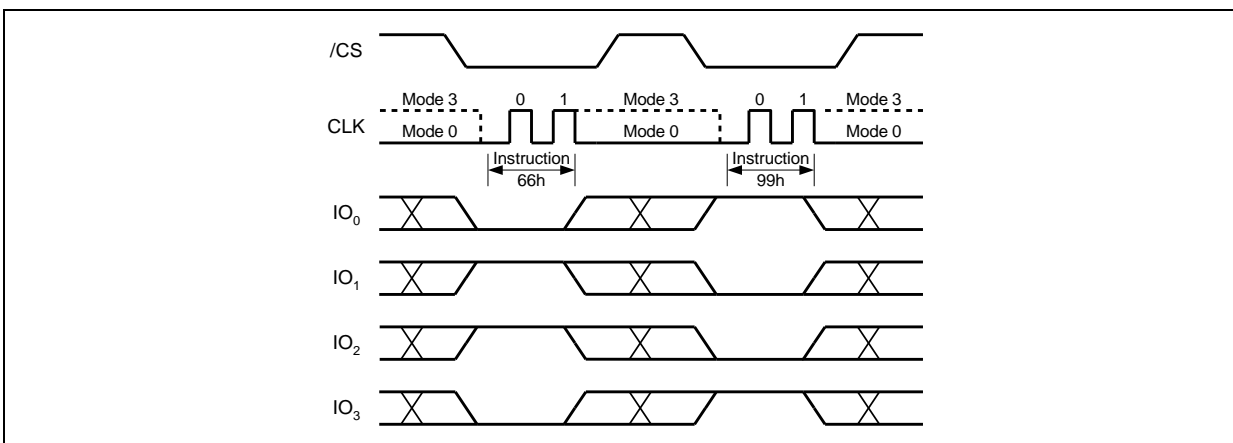 /CS
Mode 3 0 1 Mode 3 0 1 Mode 3
CLK Mode 0 Mode 0 Mode 0
Instruction Instruction
66h 99h
IO0
IO1
IO2
IO3